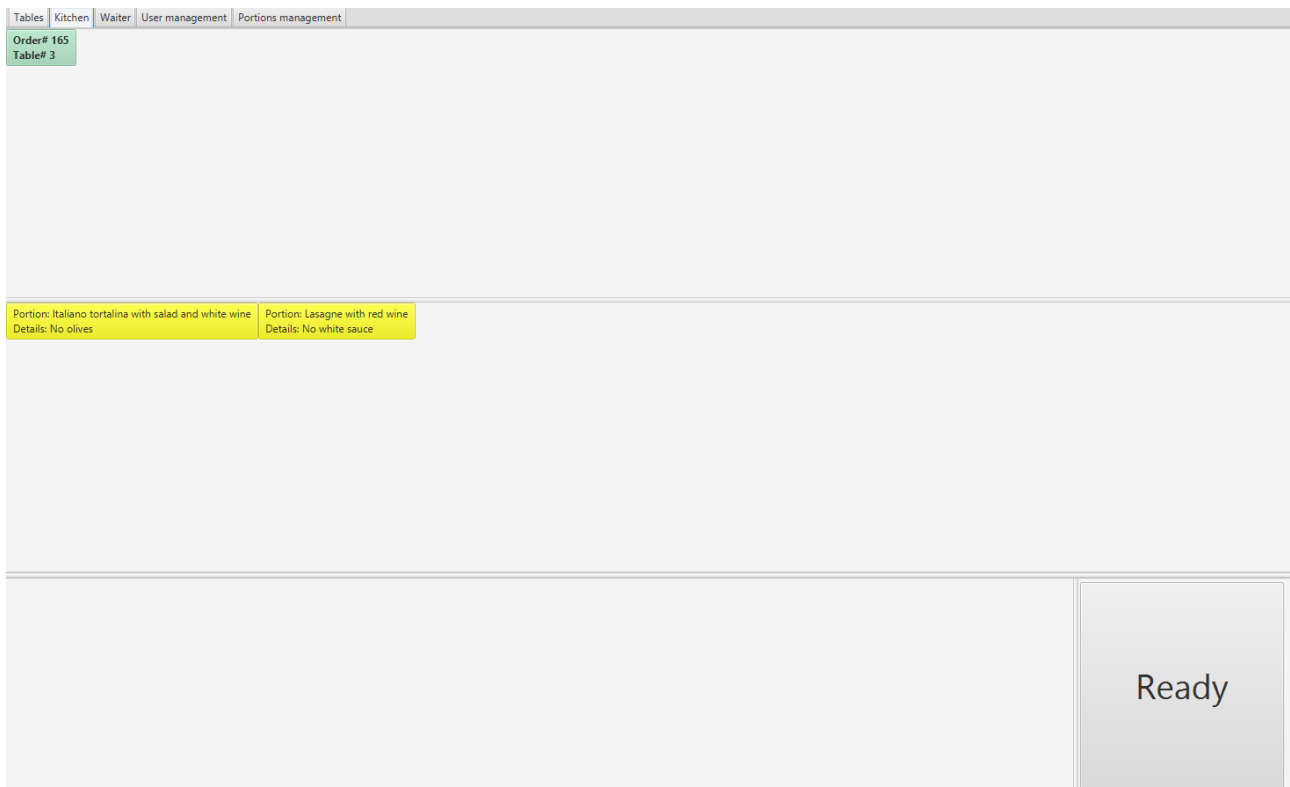 Tables Kitchen Waiter User management Portions management
Order# 165
Table# 3
Portion: Italiano tortalina with salad and white wine
Details: No olives
Portion: Lasagne with red wine
Details: No white sauce
Ready